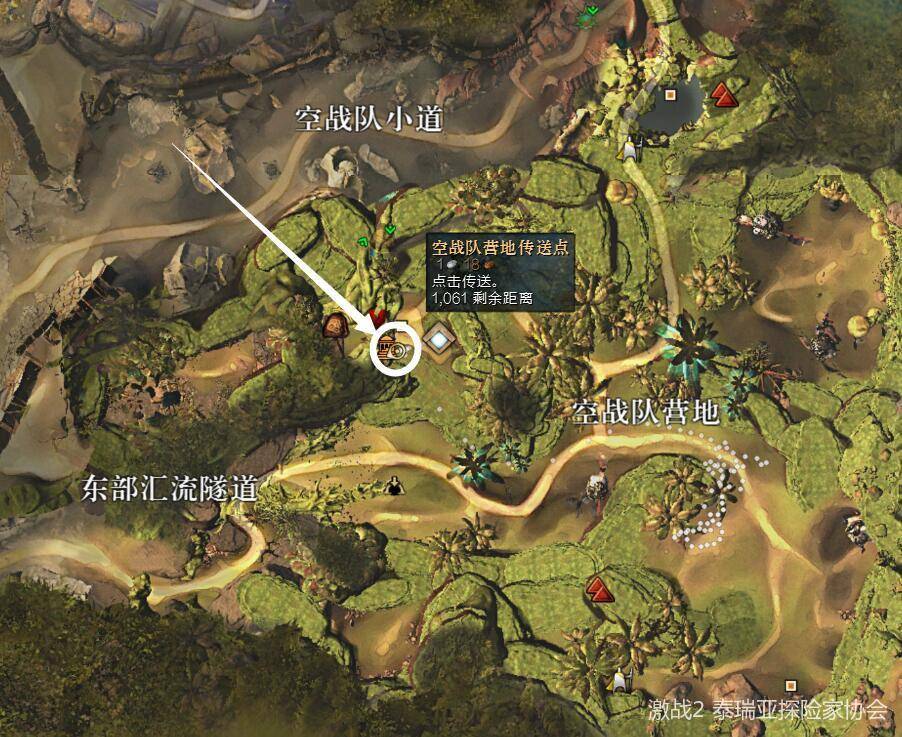 空战队小道
空战队营地传送点
1 18
点击传送。
1,061 剩余距离
空战队营地
东部汇流隧道
激战2 泰瑞亚探险家协会